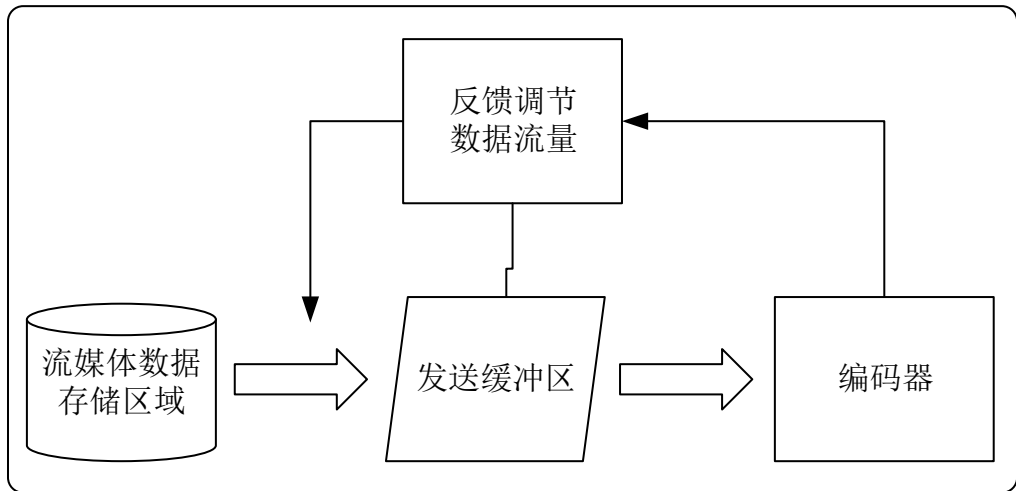 反馈调节
数据流量
流媒体数据
存储区域
发送缓冲区
编码器